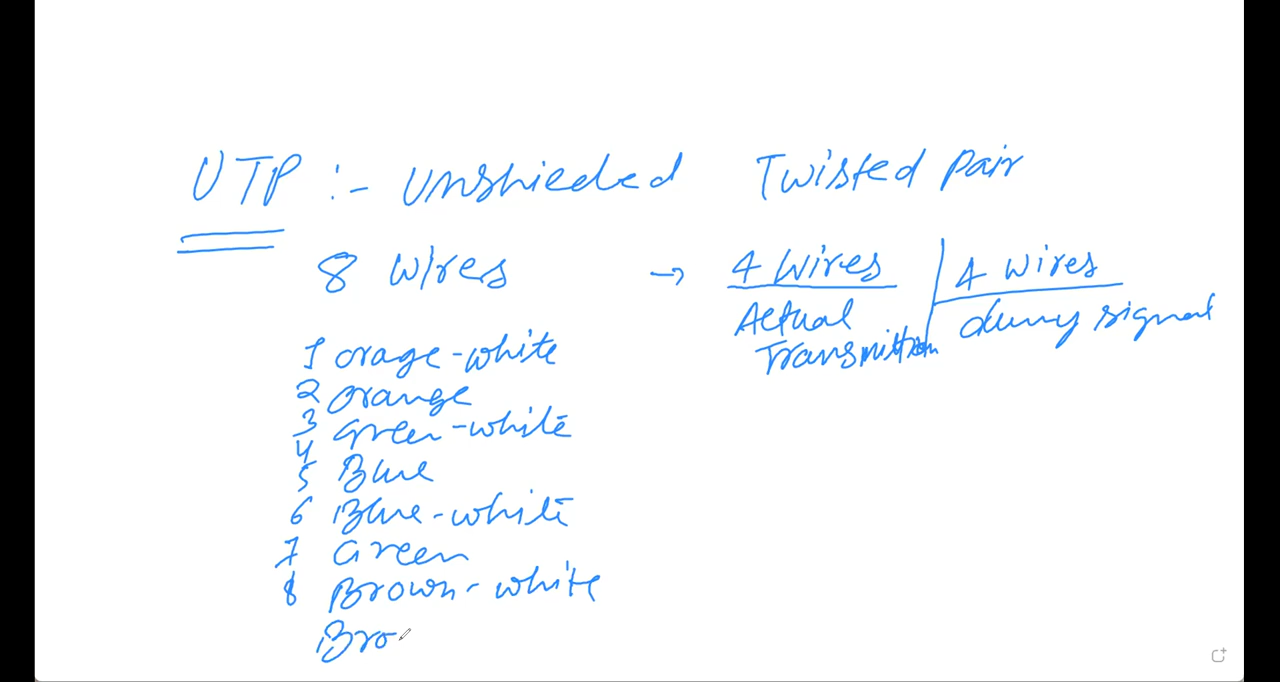 UTP :- Unshieded Twisted Pair
8 wires → 4 wires | 4 wires
Actual Transmittion dumy signal
1 orage-white
2 orange
3 Green-white
4
5 Blue
6 Blue-white
7 Green
8 Brown-white
Bro